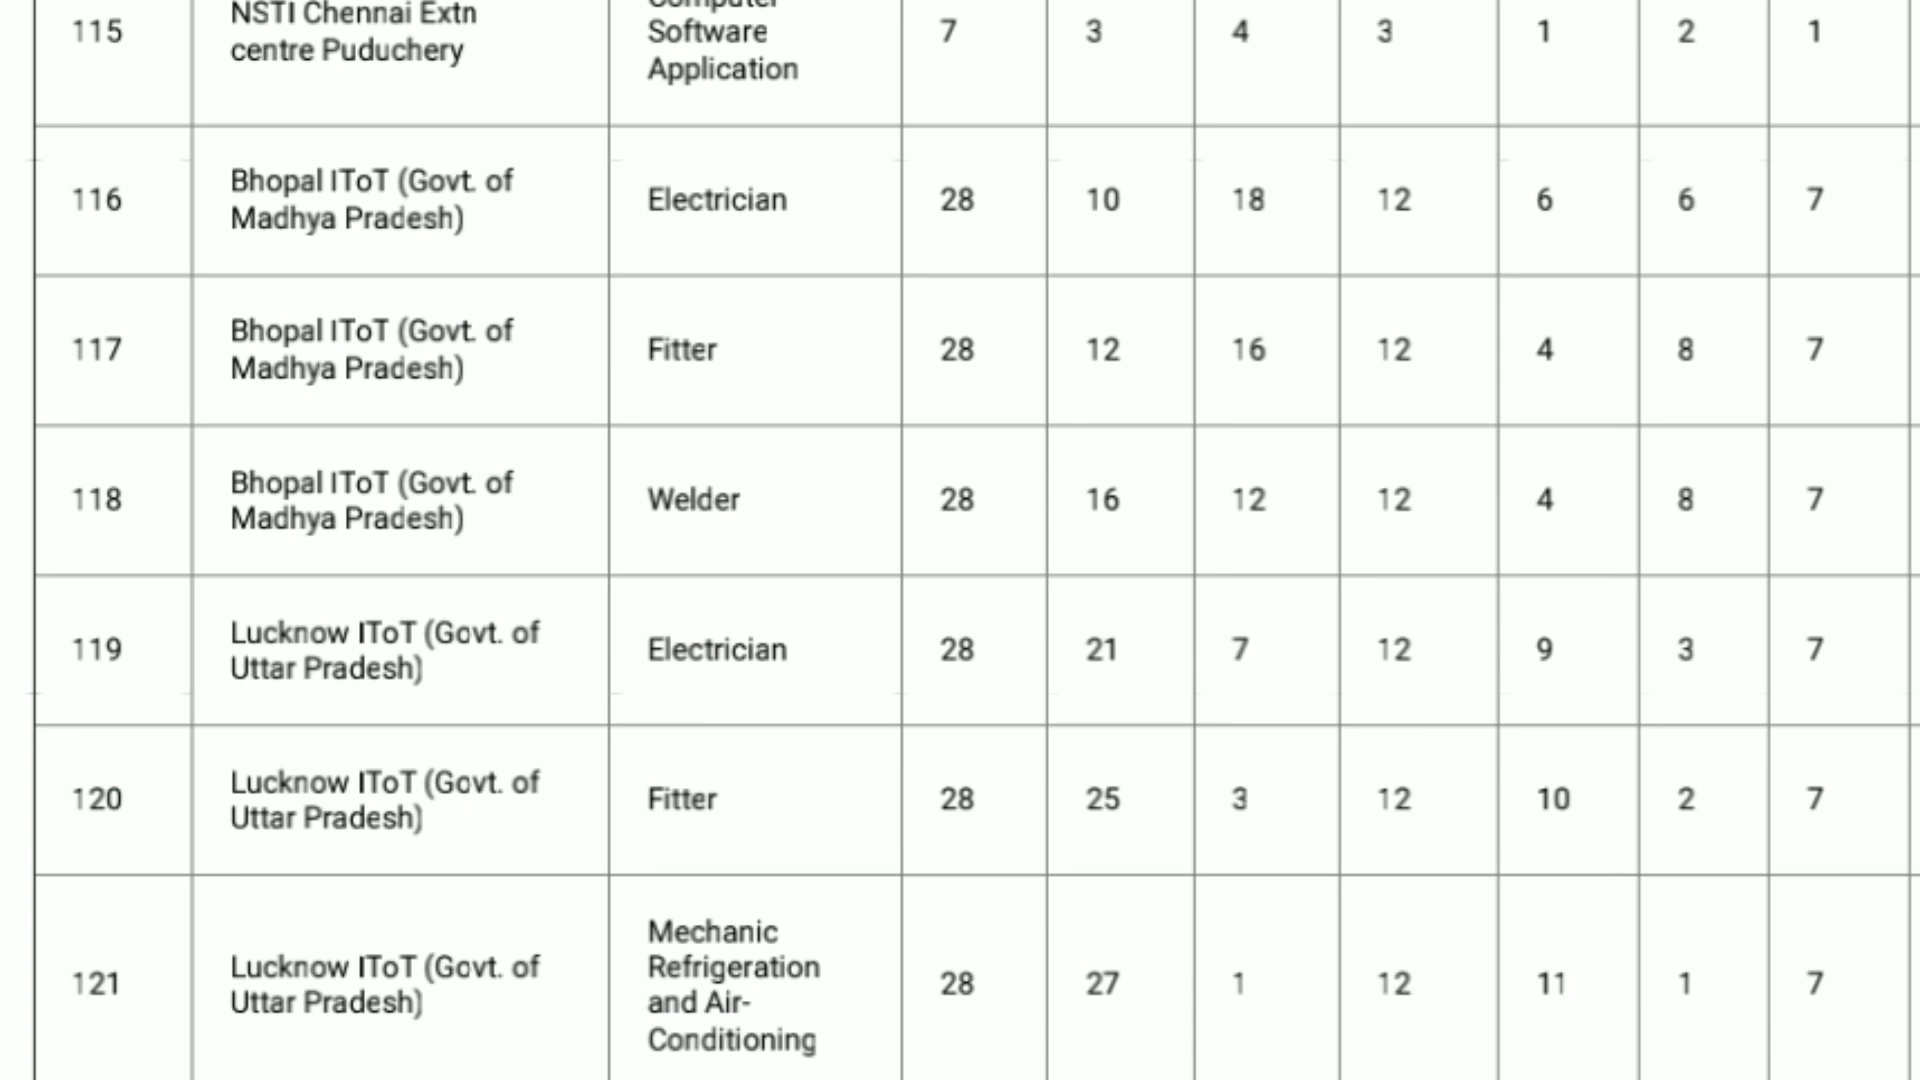 115 NSTI Chennai Extn centre Puduchery Computer Software Application 7 3 4 3 1 2 1
116 Bhopal IToT (Govt. of Madhya Pradesh) Electrician 28 10 18 12 6 6 7
117 Bhopal IToT (Govt. of Madhya Pradesh) Fitter 28 12 16 12 4 8 7
118 Bhopal IToT (Govt. of Madhya Pradesh) Welder 28 16 12 12 4 8 7
119 Lucknow IToT (Govt. of Uttar Pradesh) Electrician 28 21 7 12 9 3 7
120 Lucknow IToT (Govt. of Uttar Pradesh) Fitter 28 25 3 12 10 2 7
121 Lucknow IToT (Govt. of Uttar Pradesh) Mechanic Refrigeration and Air-Conditioning 28 27 1 12 11 1 7